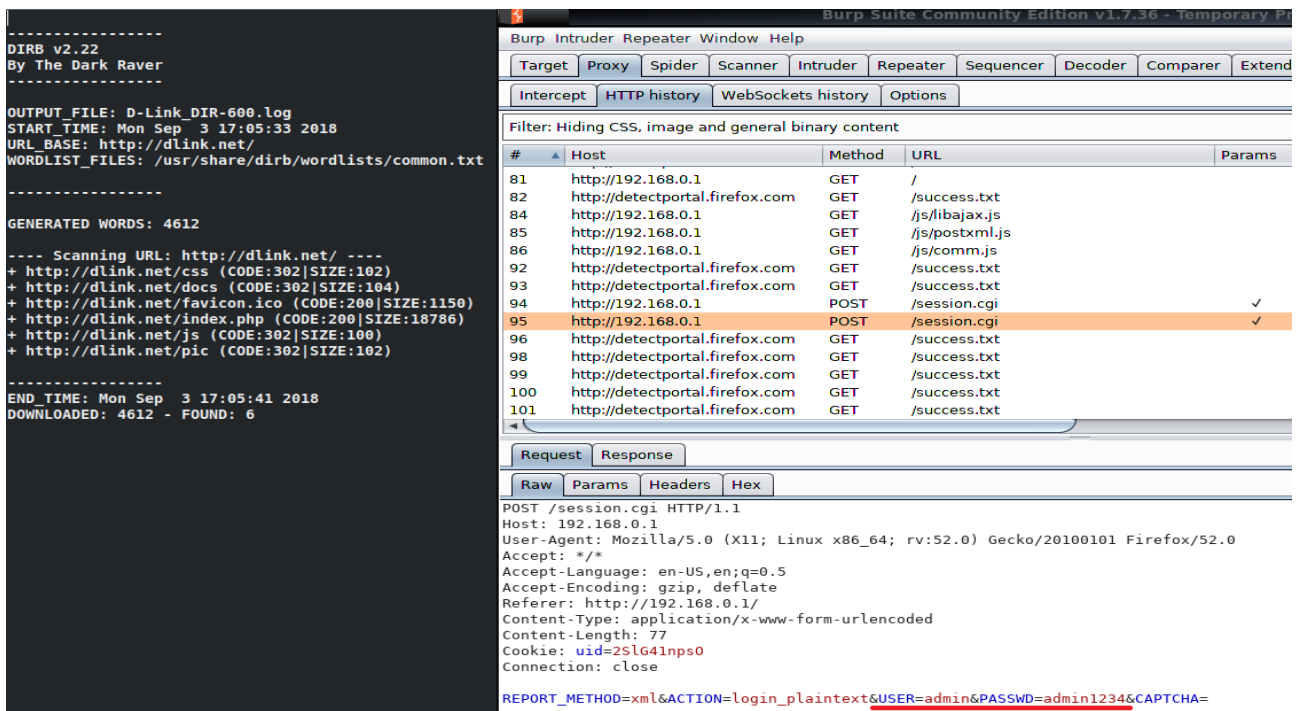 -----------------
DIRB v2.22
By The Dark Raver
-----------------
OUTPUT_FILE: D-Link_DIR-600.log
START_TIME: Mon Sep  3 17:05:33 2018
URL_BASE: http://dlink.net/
WORDLIST_FILES: /usr/share/dirb/wordlists/common.txt
-----------------
GENERATED WORDS: 4612
---- Scanning URL: http://dlink.net/ ----
+ http://dlink.net/css (CODE:302|SIZE:102)
+ http://dlink.net/docs (CODE:302|SIZE:104)
+ http://dlink.net/favicon.ico (CODE:200|SIZE:1150)
+ http://dlink.net/index.php (CODE:200|SIZE:18786)
+ http://dlink.net/js (CODE:302|SIZE:100)
+ http://dlink.net/pic (CODE:302|SIZE:102)
-----------------
END_TIME: Mon Sep  3 17:05:41 2018
DOWNLOADED: 4612 - FOUND: 6
Burp Suite Community Edition v1.7.36 - Temporary Pr
Burp Intruder Repeater Window Help
Target Proxy Spider Scanner Intruder Repeater Sequencer Decoder Comparer Extend
Intercept HTTP history WebSockets history Options
Filter: Hiding CSS, image and general binary content
# Host Method URL Params
81 http://192.168.0.1 GET /
82 http://detectportal.firefox.com GET /success.txt
84 http://192.168.0.1 GET /js/libajax.js
85 http://192.168.0.1 GET /js/postxml.js
86 http://192.168.0.1 GET /js/comm.js
92 http://detectportal.firefox.com GET /success.txt
93 http://detectportal.firefox.com GET /success.txt
94 http://192.168.0.1 POST /session.cgi ✓
95 http://192.168.0.1 POST /session.cgi ✓
96 http://detectportal.firefox.com GET /success.txt
98 http://detectportal.firefox.com GET /success.txt
99 http://detectportal.firefox.com GET /success.txt
100 http://detectportal.firefox.com GET /success.txt
101 http://detectportal.firefox.com GET /success.txt
Request Response
Raw Params Headers Hex
POST /session.cgi HTTP/1.1
Host: 192.168.0.1
User-Agent: Mozilla/5.0 (X11; Linux x86_64; rv:52.0) Gecko/20100101 Firefox/52.0
Accept: */*
Accept-Language: en-US,en;q=0.5
Accept-Encoding: gzip, deflate
Referer: http://192.168.0.1/
Content-Type: application/x-www-form-urlencoded
Content-Length: 77
Cookie: uid=2SlG41npsO
Connection: close
REPORT_METHOD=xml&ACTION=login_plaintext&USER=admin&PASSWD=admin1234&CAPTCHA=